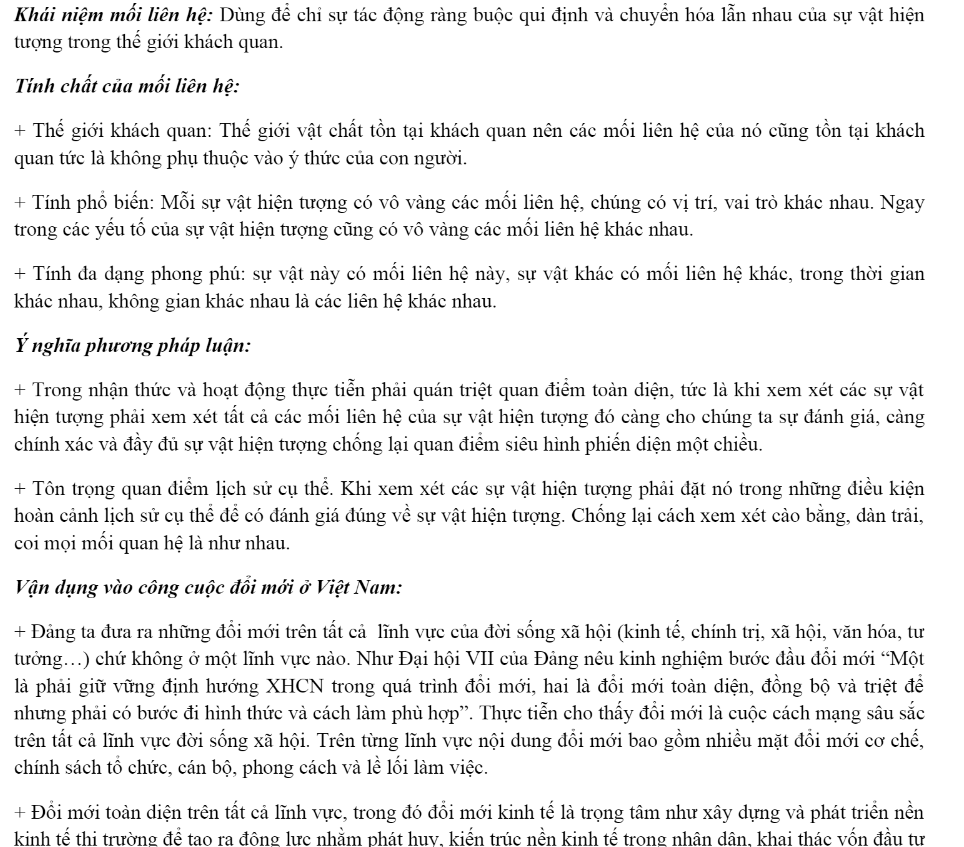 Khái niệm mối liên hệ: Dùng để chỉ sự tác động ràng buộc qui định và chuyển hóa lẫn nhau của sự vật hiện
tượng trong thế giới khách quan.
Tính chất của mối liên hệ:
+ Thế giới khách quan: Thế giới vật chất tồn tại khách quan nên các mối liên hệ của nó cũng tồn tại khách
quan tức là không phụ thuộc vào ý thức của con người.
+ Tính phổ biến: Mỗi sự vật hiện tượng có vô vàng các mối liên hệ, chúng có vị trí, vai trò khác nhau. Ngay
trong các yếu tố của sự vật hiện tượng cũng có vô vàng các mối liên hệ khác nhau.
+ Tính đa dạng phong phú: sự vật này có mối liên hệ này, sự vật khác có mối liên hệ khác, trong thời gian
khác nhau, không gian khác nhau là các liên hệ khác nhau.
Ý nghĩa phương pháp luận:
+ Trong nhận thức và hoạt động thực tiễn phải quán triệt quan điểm toàn diện, tức là khi xem xét các sự vật
hiện tượng phải xem xét tất cả các mối liên hệ của sự vật hiện tượng đó càng cho chúng ta sự đánh giá, càng
chính xác và đầy đủ sự vật hiện tượng chống lại quan điểm siêu hình phiến diện một chiều.
+ Tôn trọng quan điểm lịch sử cụ thể. Khi xem xét các sự vật hiện tượng phải đặt nó trong những điều kiện
hoàn cảnh lịch sử cụ thể để có đánh giá đúng về sự vật hiện tượng. Chống lại cách xem xét cào bằng, dàn trải,
coi mọi mối quan hệ là như nhau.
Vận dụng vào công cuộc đổi mới ở Việt Nam:
+ Đảng ta đưa ra những đổi mới trên tất cả lĩnh vực của đời sống xã hội (kinh tế, chính trị, xã hội, văn hóa, tư
tưởng…) chứ không ở một lĩnh vực nào. Như Đại hội VII của Đảng nêu kinh nghiệm bước đầu đổi mới “Một
là phải giữ vững định hướng XHCN trong quá trình đổi mới, hai là đổi mới toàn diện, đồng bộ và triệt để
nhưng phải có bước đi hình thức và cách làm phù hợp”. Thực tiễn cho thấy đổi mới là cuộc cách mạng sâu sắc
trên tất cả lĩnh vực đời sống xã hội. Trên từng lĩnh vực nội dung đổi mới bao gồm nhiều mặt đổi mới cơ chế,
chính sách tổ chức, cán bộ, phong cách và lề lối làm việc.
+ Đổi mới toàn diện trên tất cả lĩnh vực, trong đó đổi mới kinh tế là trọng tâm như xây dựng và phát triển nền
kinh tế thị trường để tạo ra động lực nhằm phát huy, kiến trúc nền kinh tế trong nhân dân, khai thác vốn đầu tư